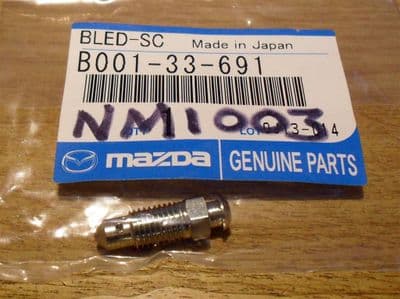 BLED-SC Made in Japan
B001-33-691
NM1003
mazda GENUINE PARTS